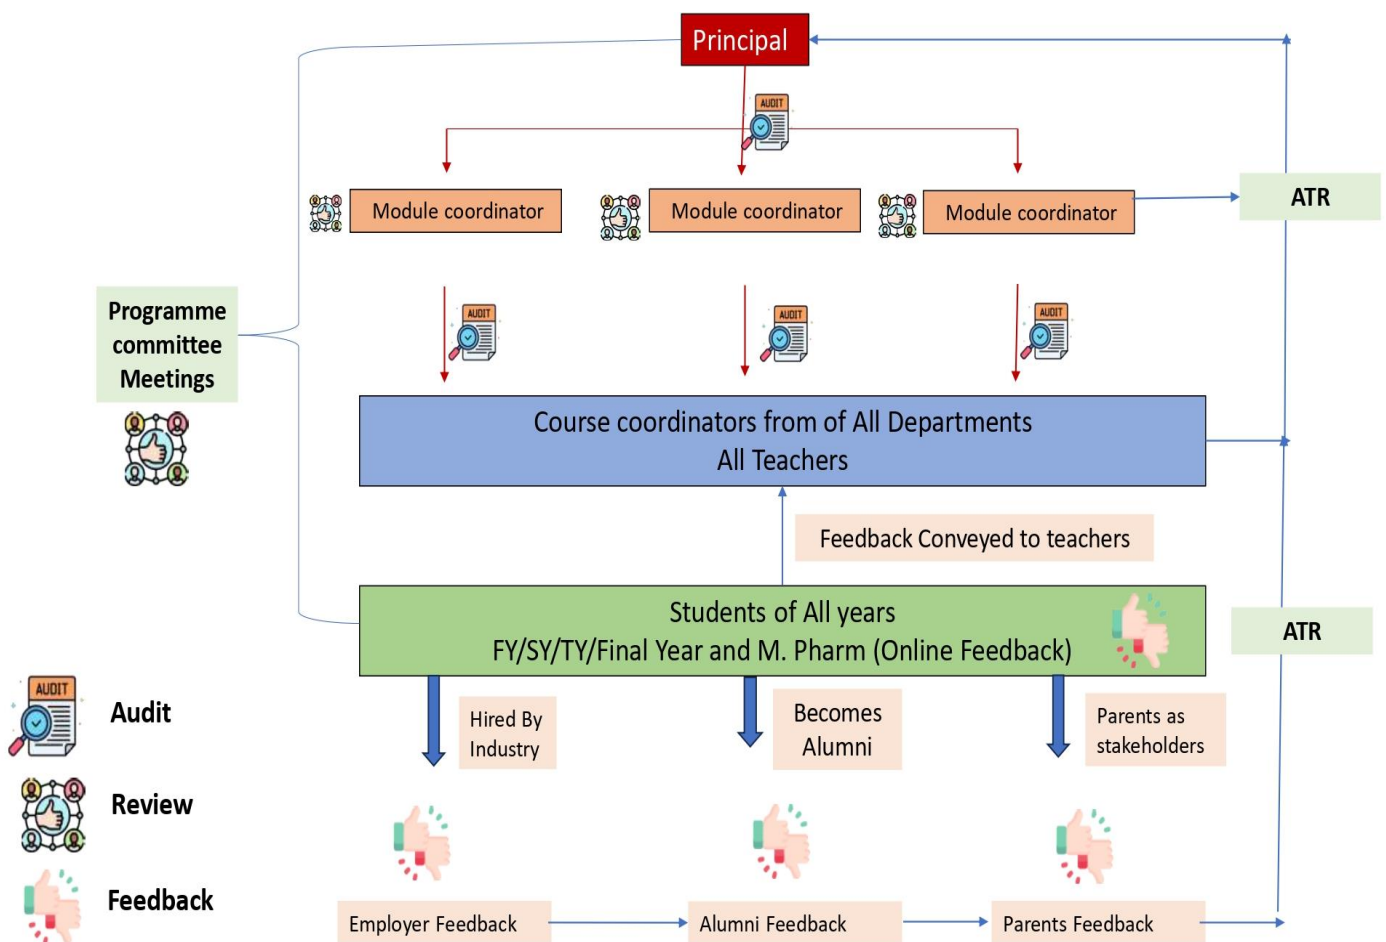 Principal
AUDIT
Module coordinator
Module coordinator
Module coordinator
ATR
Programme
committee
Meetings
AUDIT
AUDIT
AUDIT
Course coordinators from of All Departments
All Teachers
Feedback Conveyed to teachers
Students of All years
FY/SY/TY/Final Year and M. Pharm (Online Feedback)
ATR
AUDIT
Audit
Hired By
Industry
Becomes
Alumni
Parents as
stakeholders
Review
Feedback
Employer Feedback
Alumni Feedback
Parents Feedback